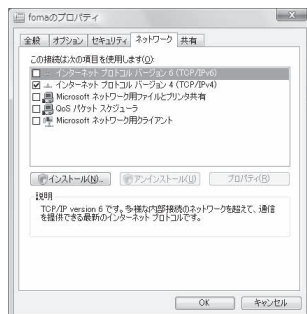 fomaのプロパティ
全般 オプション セキュリティ ネットワーク 共有
この接続は次の項目を使用します(O):
インターネット プロトコル バージョン 6 (TCP/IPv6)
インターネット プロトコル バージョン 4 (TCP/IPv4)
Microsoft ネットワーク用ファイルとプリンタ共有
QoS パケット スケジューラ
Microsoft ネットワーク用クライアント
インストール(N)... アンインストール(U) プロパティ(R)
説明
TCP/IP version 6 です。多様な内部接続のネットワークを超えて、通信
を提供できる最新のインターネット プロトコルです。
OK キャンセル